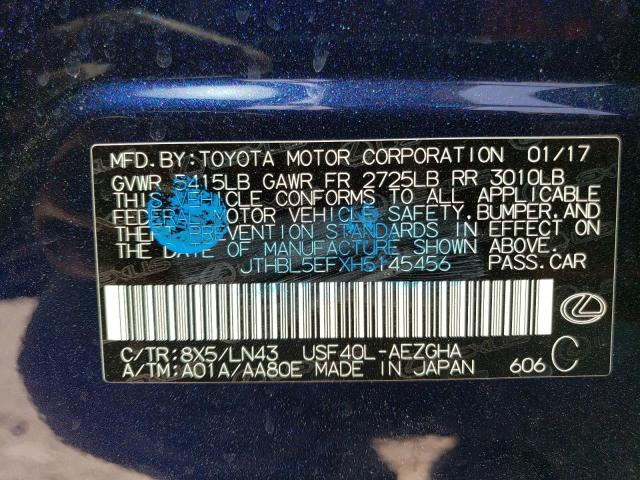 MFD.BY:TOYOTA MOTOR CORPORATION 01/17
GVWR 5415LB GAWR FR 2725LB RR 3010LB
THIS VEHICLE CONFORMS TO ALL APPLICABLE
FEDERAL MOTOR VEHICLE SAFETY,BUMPER,AND
THEFT PREVENTION STANDARDS IN EFFECT ON
THE DATE OF MANUFACTURE SHOWN ABOVE.
JTHBL5EFXH5145456 PASS.CAR
C/TR:8X5/LN43 USF40L-AEZGHA
A/TM:A01A/AA80E MADE IN JAPAN 606 C